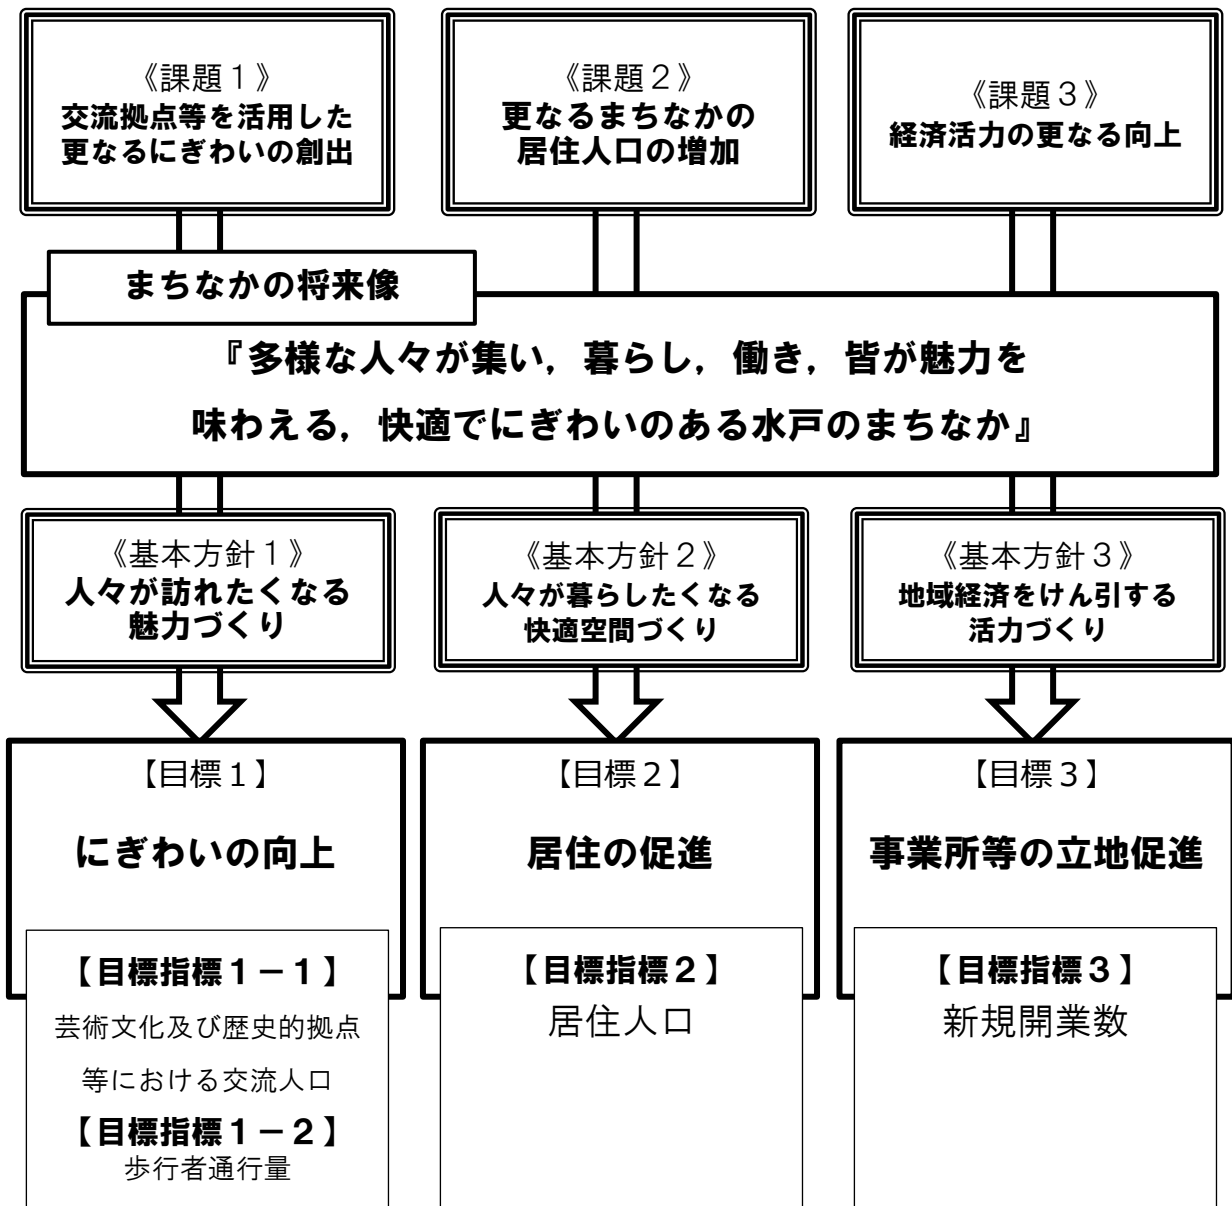 《課題１》
交流拠点等を活用した
更なるにぎわいの創出
《課題２》
更なるまちなかの
居住人口の増加
《課題３》
経済活力の更なる向上
まちなかの将来像
『多様な人々が集い，暮らし，働き，皆が魅力を
味わえる，快適でにぎわいのある水戸のまちなか』
《基本方針１》
人々が訪れたくなる
魅力づくり
《基本方針２》
人々が暮らしたくなる
快適空間づくり
《基本方針３》
地域経済をけん引する
活力づくり
【目標１】
にぎわいの向上
【目標指標１－１】
芸術文化及び歴史的拠点
等における交流人口
【目標指標１－２】
歩行者通行量
【目標２】
居住の促進
【目標指標２】
居住人口
【目標３】
事業所等の立地促進
【目標指標３】
新規開業数